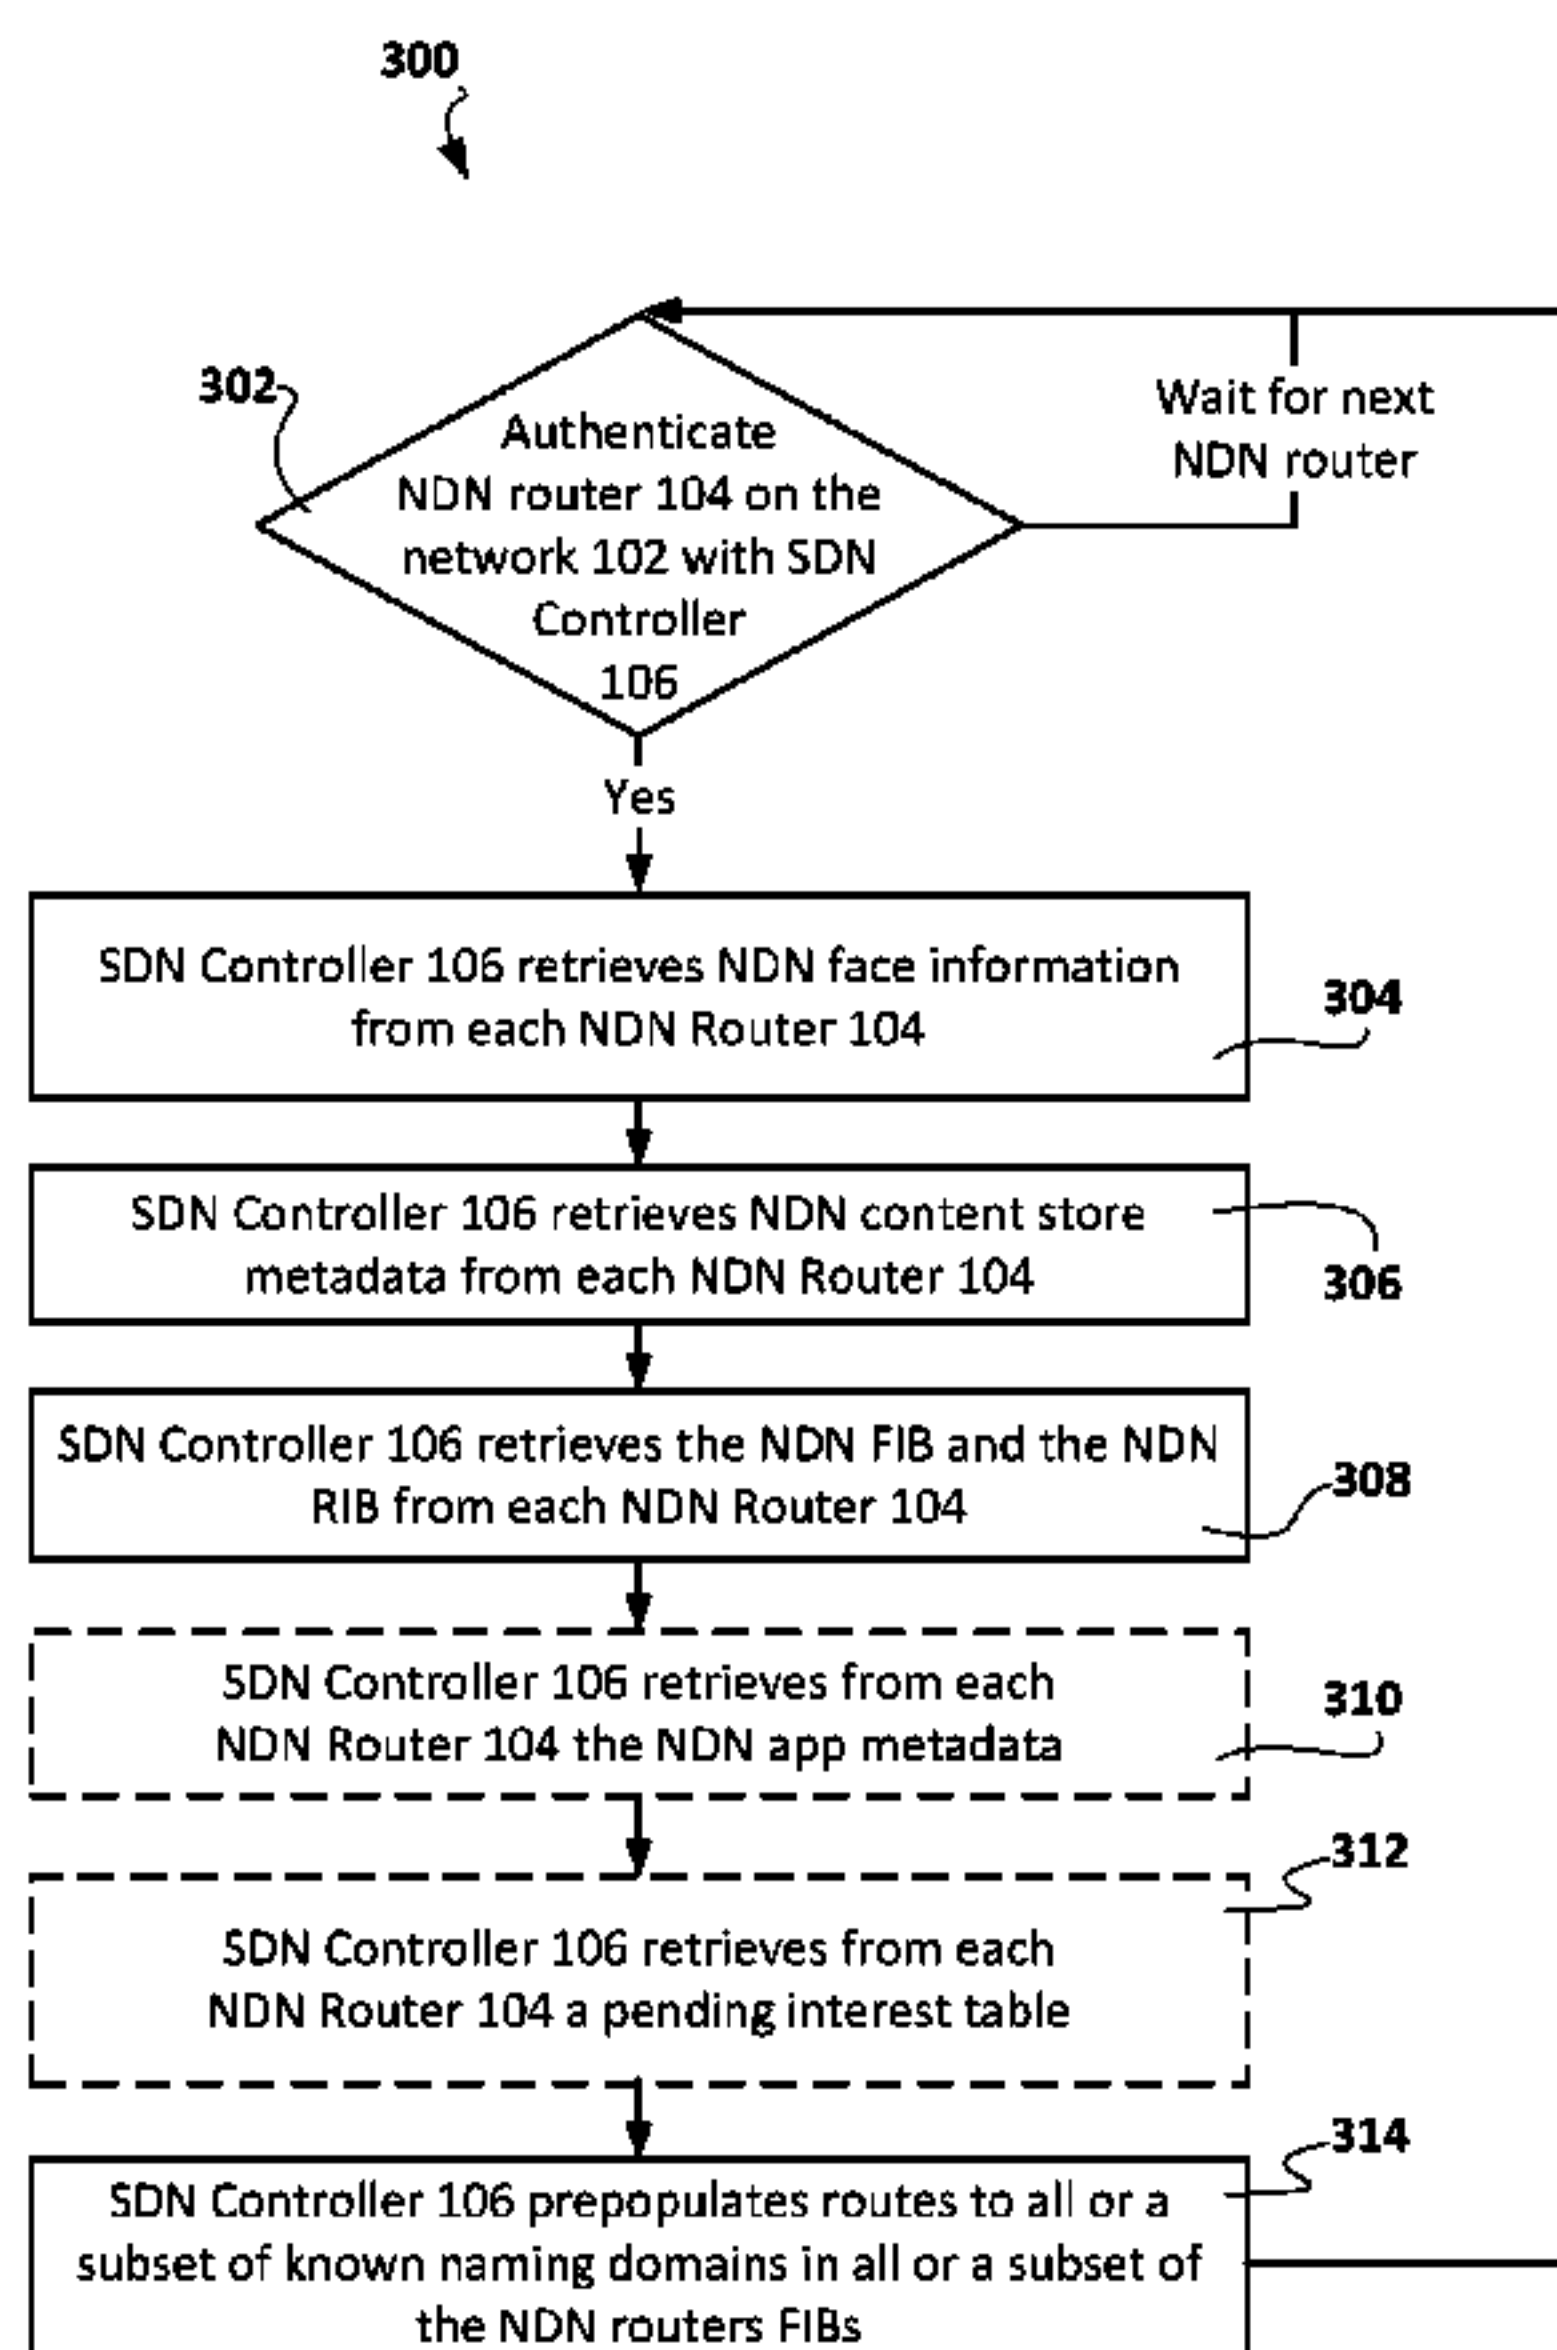 300
302
Authenticate
NDN router 104 on the
network 102 with SDN
Controller
106
Wait for next
NDN router
Yes
SDN Controller 106 retrieves NDN face information
from each NDN Router 104
304
SDN Controller 106 retrieves NDN content store
metadata from each NDN Router 104
306
SDN Controller 106 retrieves the NDN FIB and the NDN
RIB from each NDN Router 104
308
SDN Controller 106 retrieves from each
NDN Router 104 the NDN app metadata
310
312
SDN Controller 106 retrieves from each
NDN Router 104 a pending interest table
314
SDN Controller 106 prepopulates routes to all or a
subset of known naming domains in all or a subset of
the NDN routers FIBs